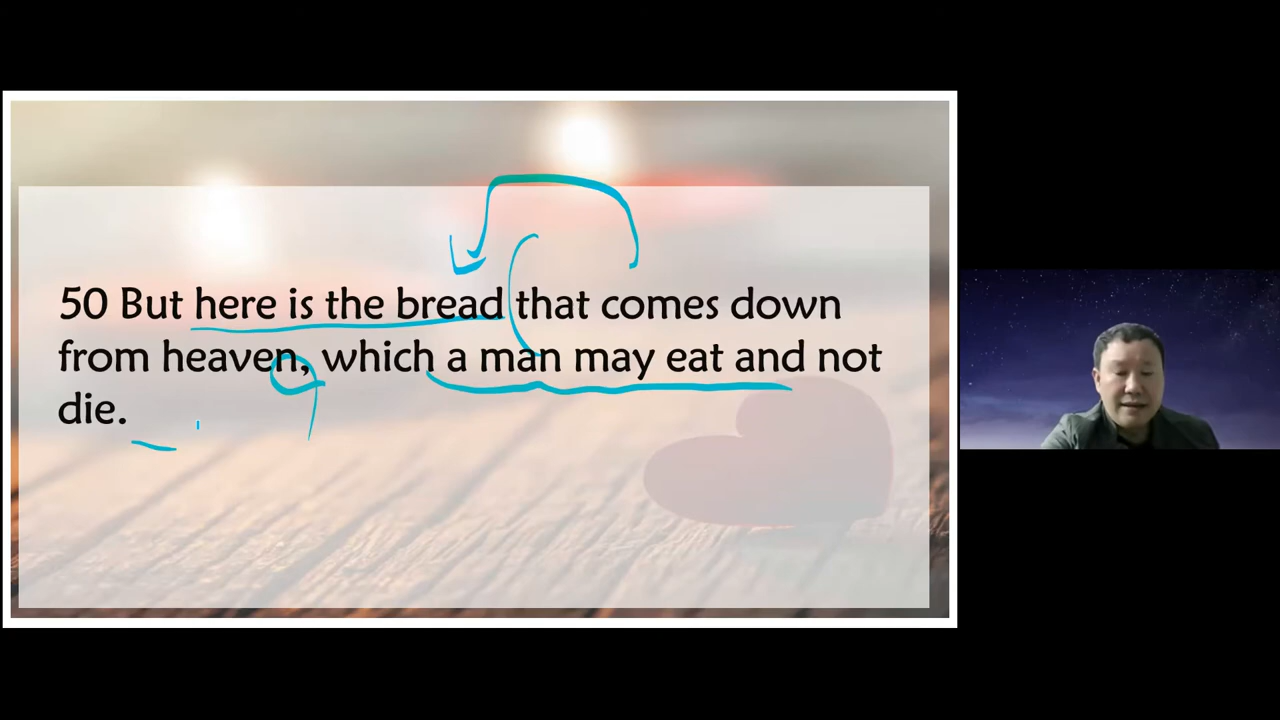 50 But here is the bread that comes down
from heaven, which a man may eat and not
die.